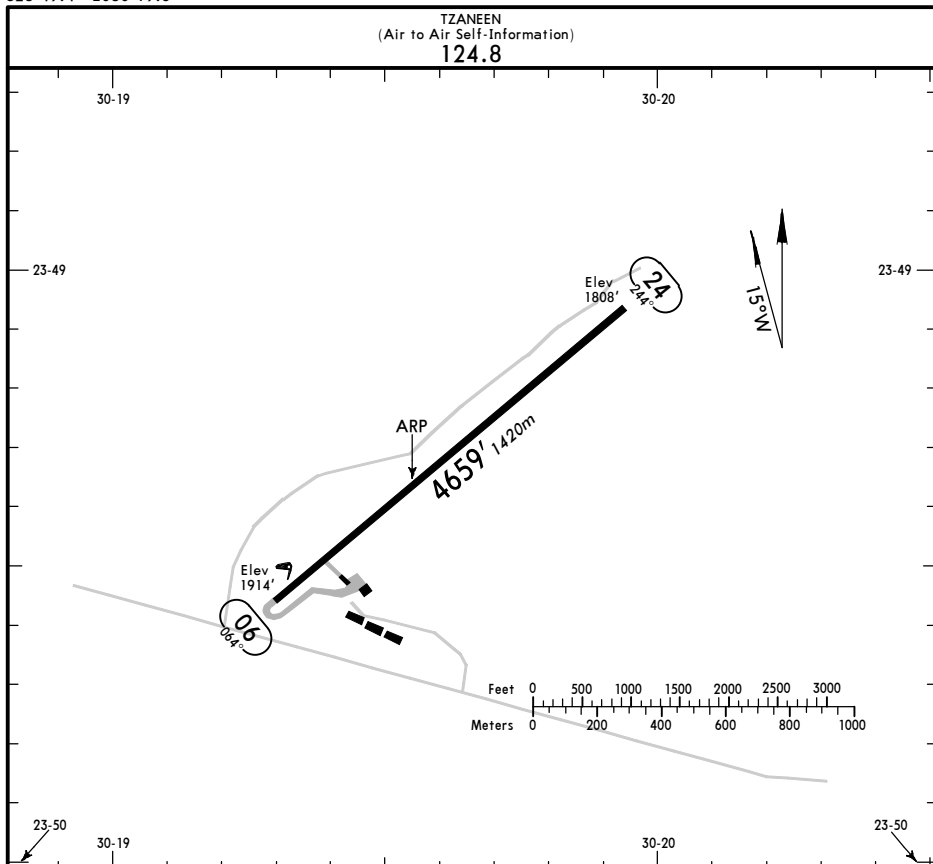 TZANEEN
(Air to Air Self-Information)
124.8
30-19
30-20
23-49
23-49
Elev
1808'
24
244°
15°W
ARP
4659' 1420m
Elev
1914'
06
064°
Feet 0 500 1000 1500 2000 2500 3000
Meters 0 200 400 600 800 1000
23-50
30-19
30-20
23-50